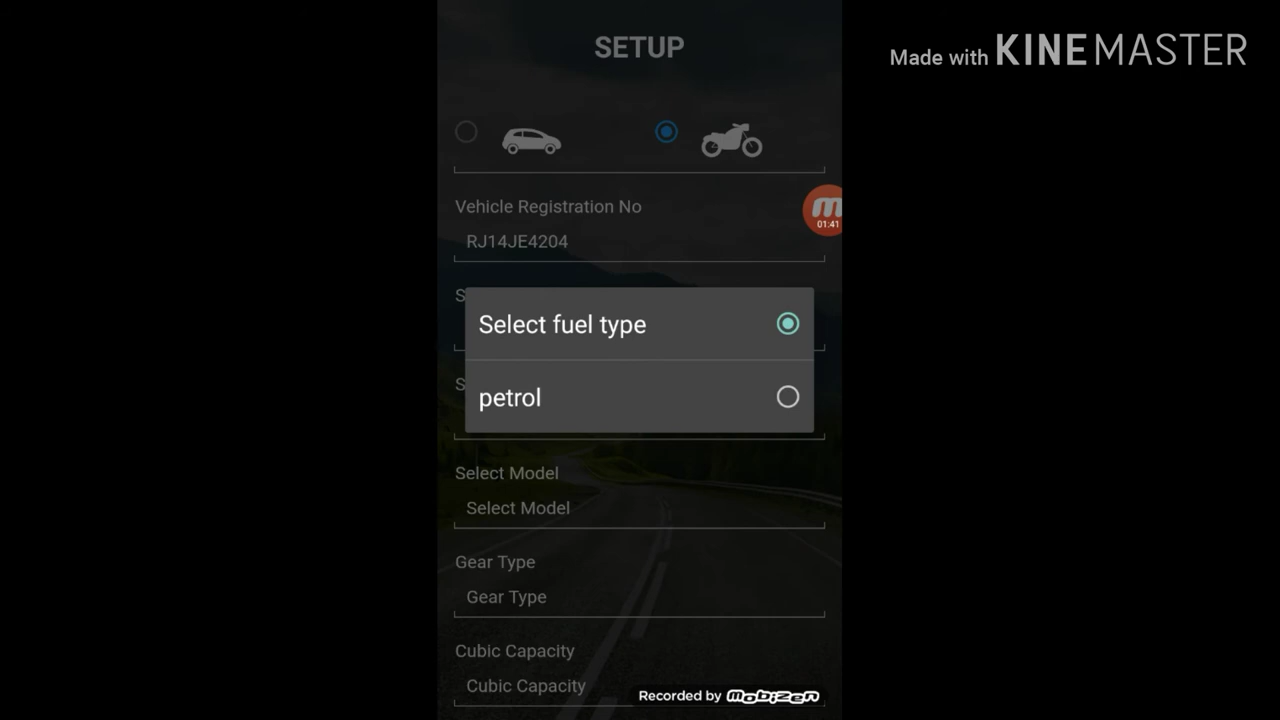 SETUP
Made with KINEMASTER
Vehicle Registration No
m
01:41
RJ14JE4204
S
Select fuel type
S
petrol
Select Model
Select Model
Gear Type
Gear Type
Cubic Capacity
Cubic Capacity
Recorded by Mobizen